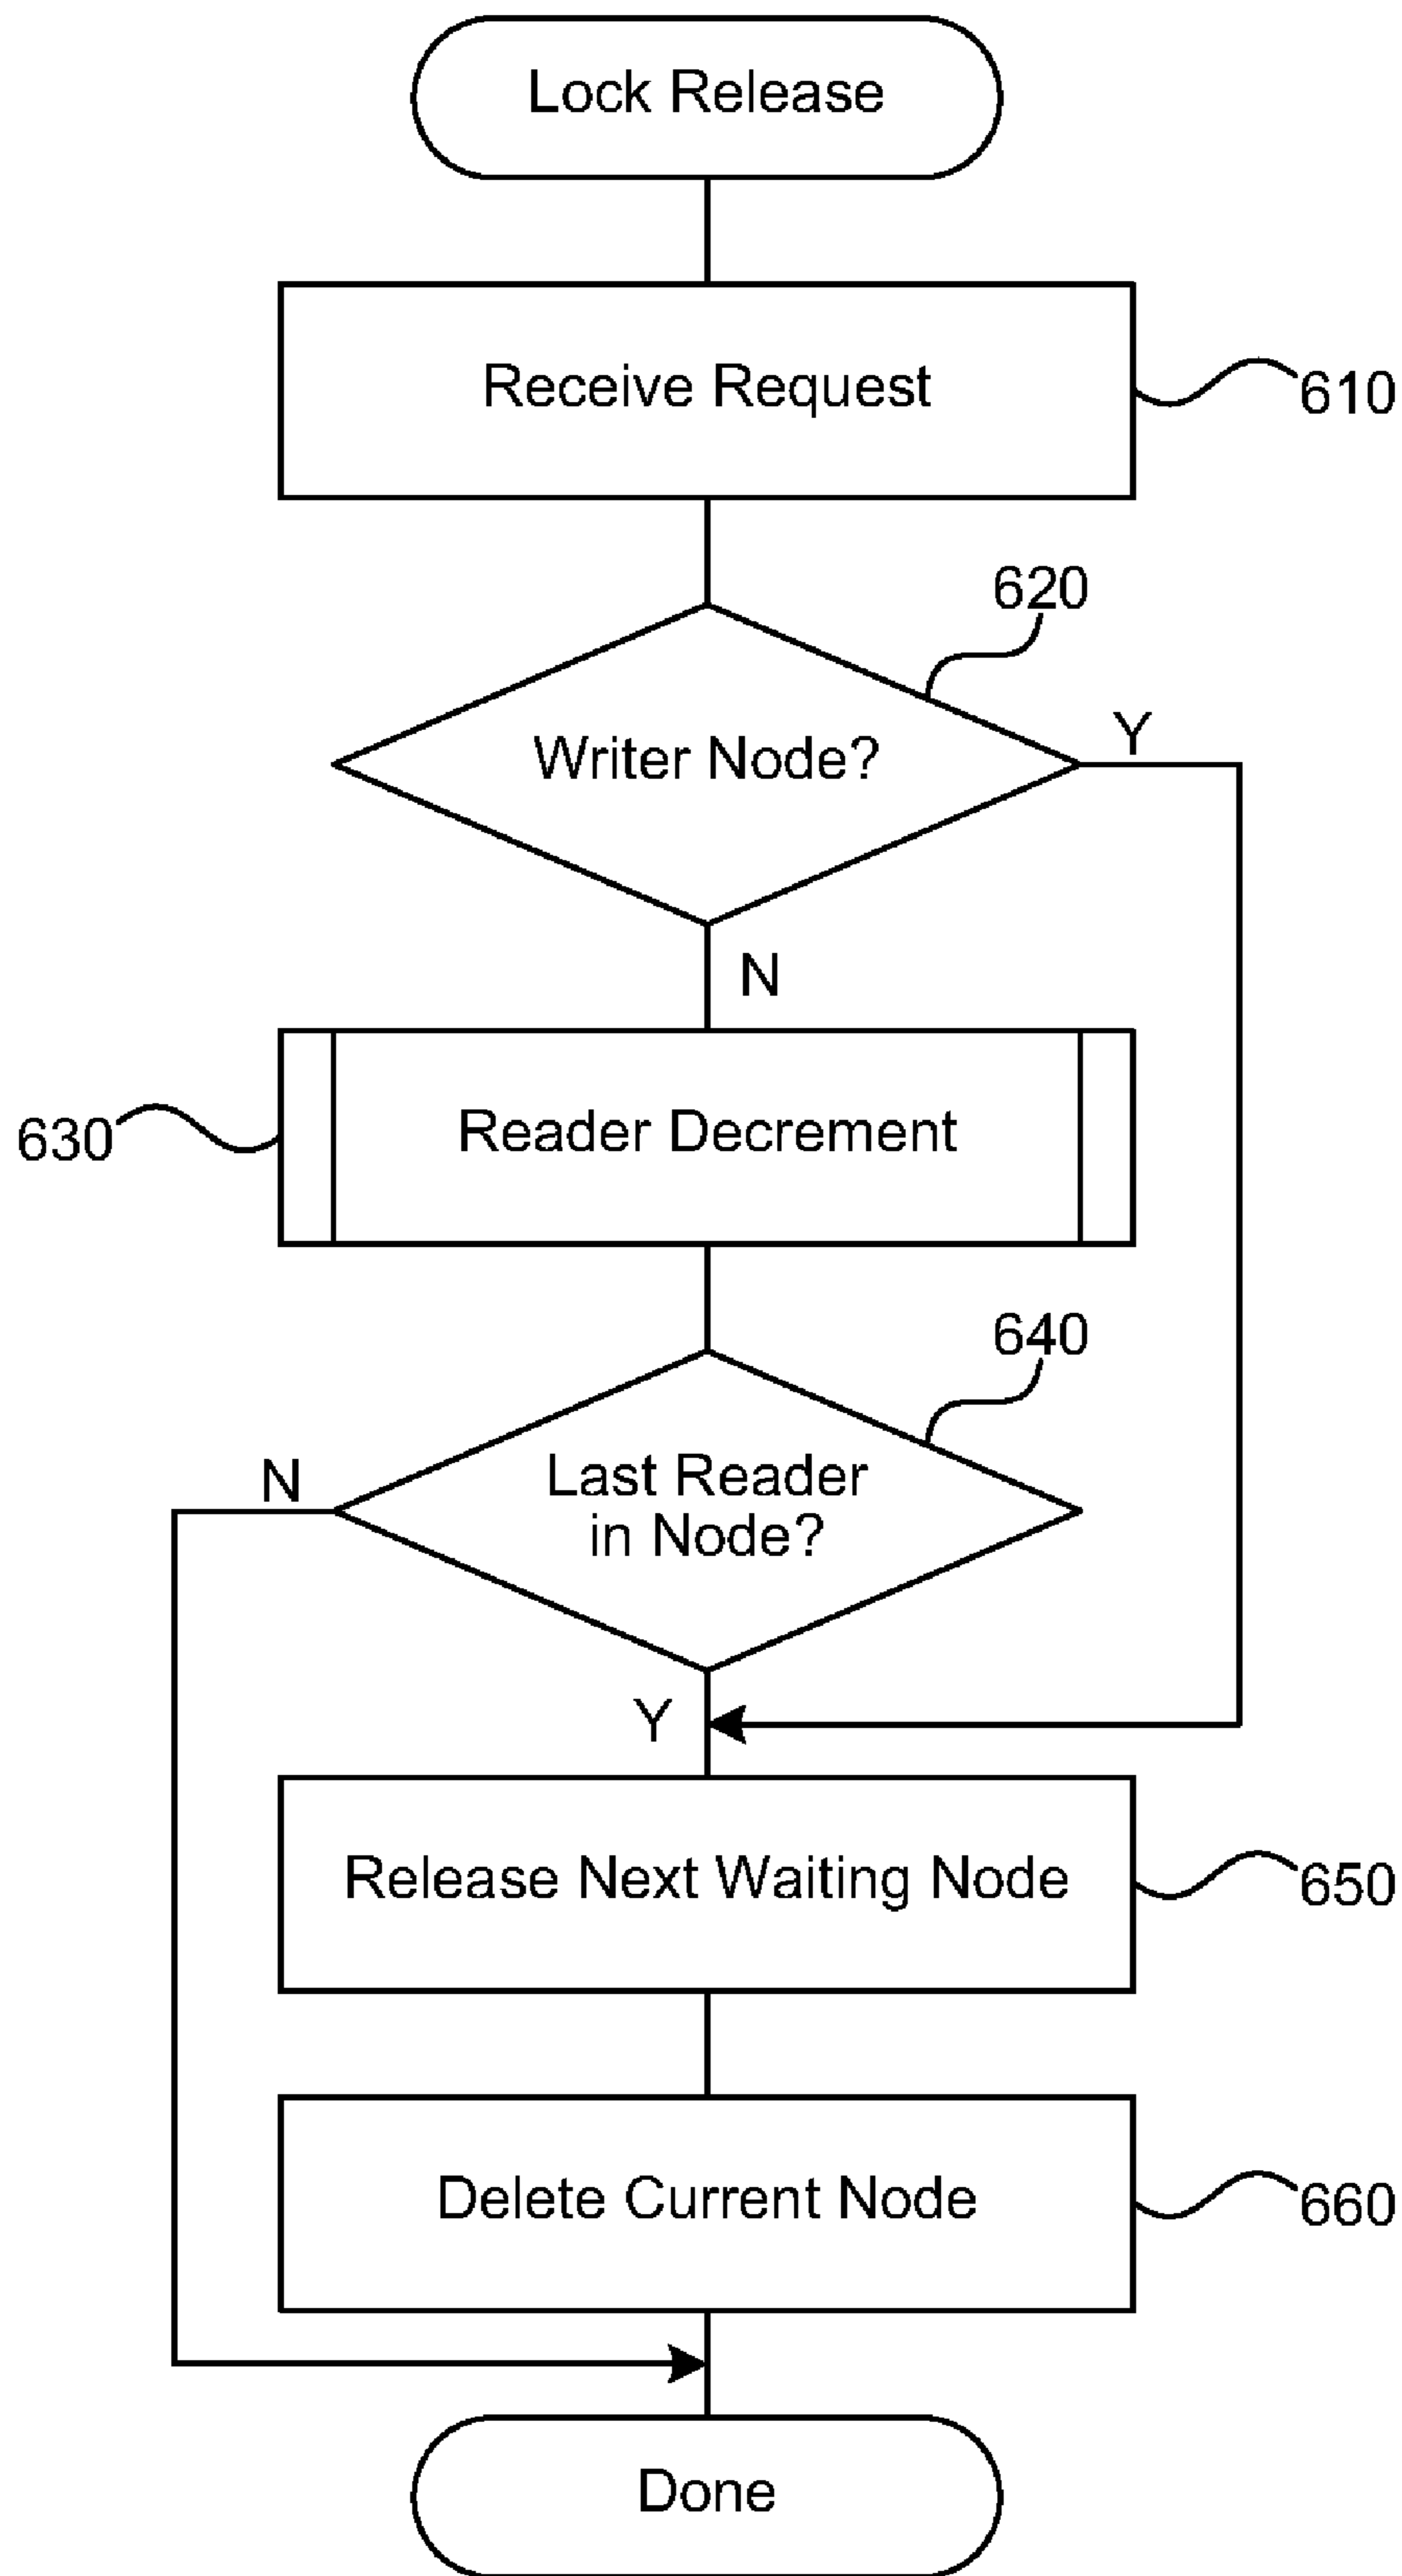 Lock Release
Receive Request
610
620
Writer Node?
Y
N
630
Reader Decrement
640
N
Last Reader
in Node?
Y
Release Next Waiting Node
650
Delete Current Node
660
Done